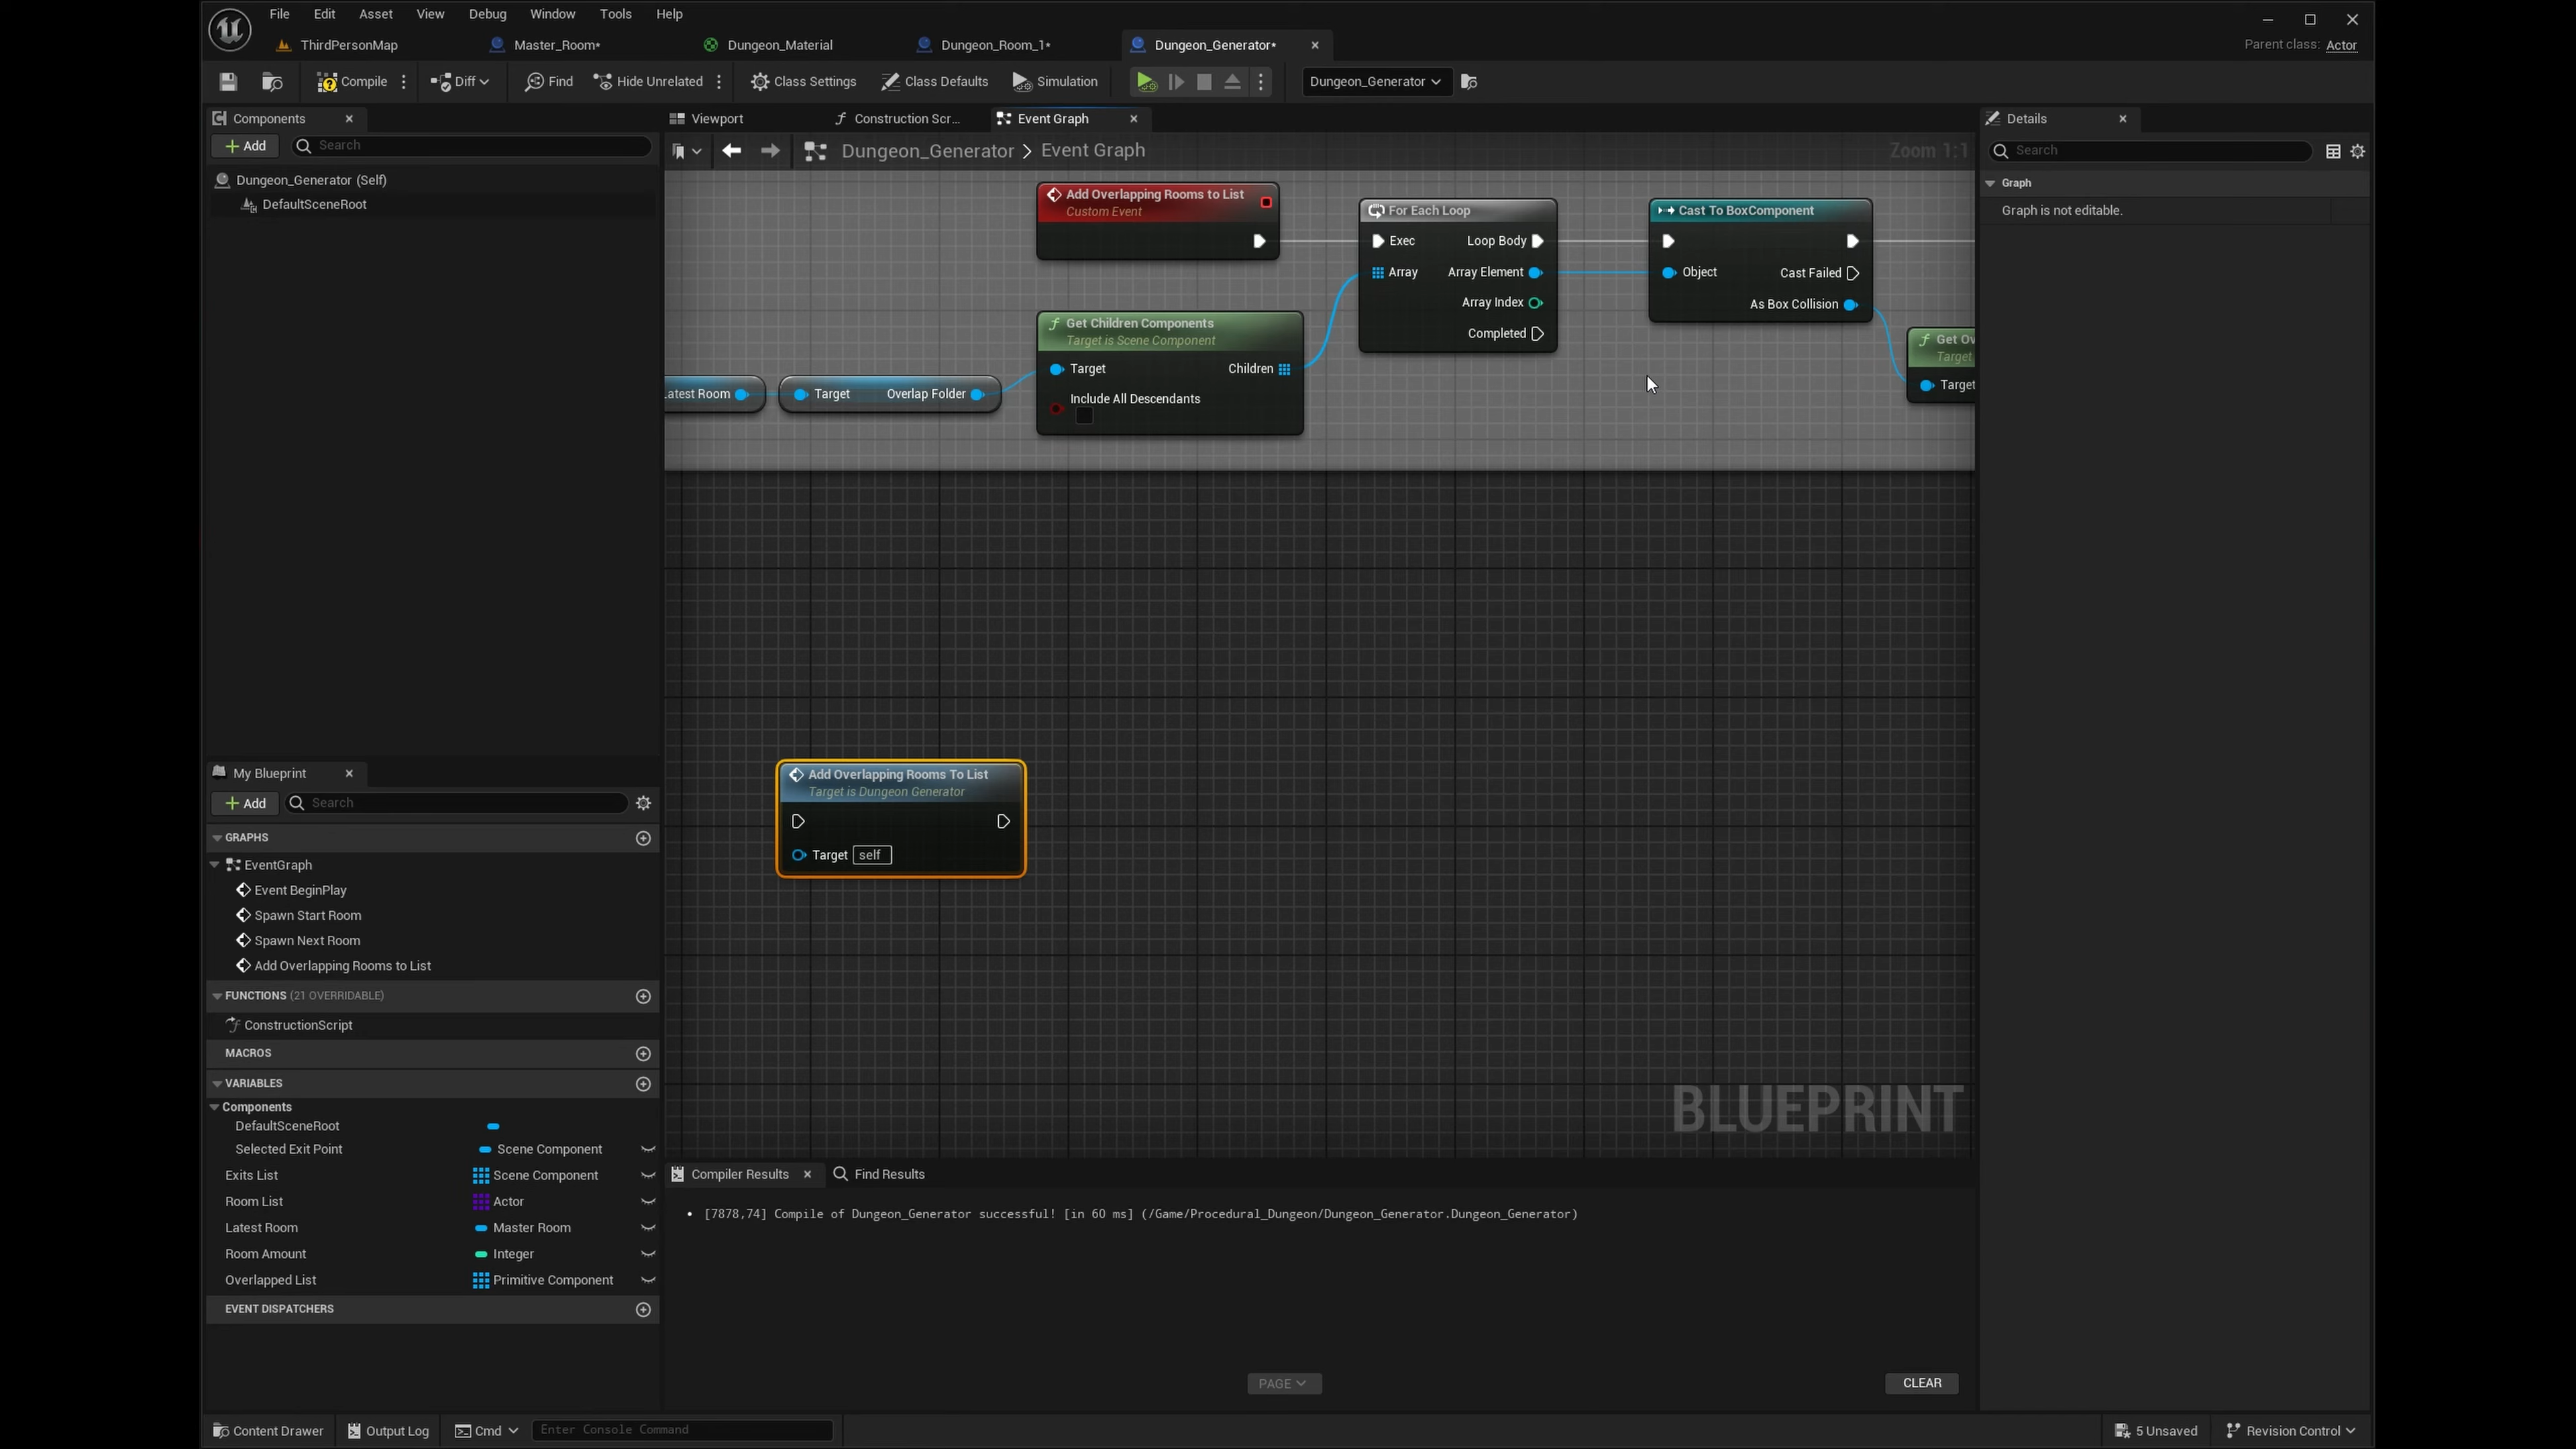 File Edit Asset View Debug Window Tools Help
ThirdPersonMap Master_Room* Dungeon_Material Dungeon_Room_1* Dungeon_Generator*
Parent class: Actor
Compile Diff Find Hide Unrelated Class Settings Class Defaults Simulation Dungeon_Generator
Components
Add Search
Dungeon_Generator (Self)
DefaultSceneRoot
Viewport Construction Scr... Event Graph
Dungeon_Generator > Event Graph
Zoom 1:1
Add Overlapping Rooms to List
Custom Event
For Each Loop
Exec Loop Body
Array Array Element
Array Index
Completed
Cast To BoxComponent
Object Cast Failed
As Box Collision
Get Children Components
Target is Scene Component
Target Children
Include All Descendants
atest Room
Target Overlap Folder
Get Ov
Target
Target
Add Overlapping Rooms To List
Target is Dungeon Generator
Target self
BLUEPRINT
Details
Search
Graph
Graph is not editable.
My Blueprint
Add Search
GRAPHS
EventGraph
Event BeginPlay
Spawn Start Room
Spawn Next Room
Add Overlapping Rooms to List
FUNCTIONS (21 OVERRIDABLE)
ConstructionScript
MACROS
VARIABLES
Components
DefaultSceneRoot
Selected Exit Point Scene Component
Exits List Scene Component
Room List Actor
Latest Room Master Room
Room Amount Integer
Overlapped List Primitive Component
EVENT DISPATCHERS
Compiler Results Find Results
• [7878,74] Compile of Dungeon_Generator successful! [in 60 ms] (/Game/Procedural_Dungeon/Dungeon_Generator.Dungeon_Generator)
PAGE
CLEAR
Content Drawer Output Log Cmd Enter Console Command
5 Unsaved Revision Control